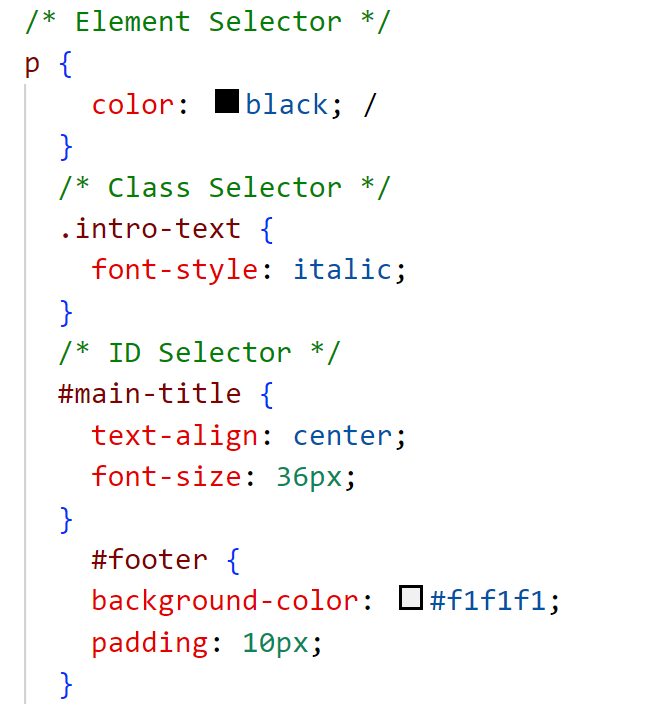 /* Element Selector */
p {
    color: black; /
  }
  /* Class Selector */
  .intro-text {
    font-style: italic;
  }
  /* ID Selector */
  #main-title {
    text-align: center;
    font-size: 36px;
  }
    #footer {
    background-color: #f1f1f1;
    padding: 10px;
  }